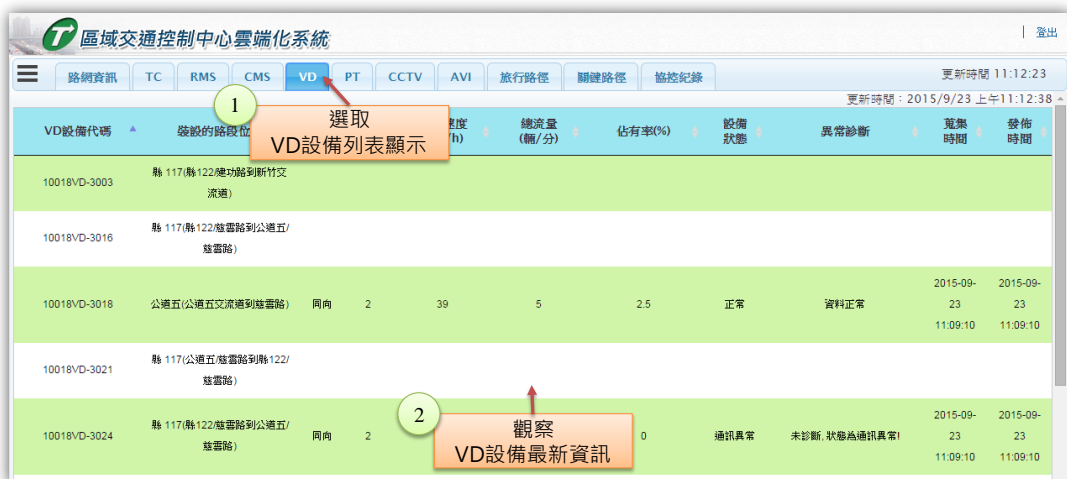 區域交通控制中心雲端化系統
登出
路網資訊 TC RMS CMS VD PT CCTV AVI 旅行路徑 關鍵路徑 協控紀錄 更新時間 11:12:23
更新時間：2015/9/23 上午11:12:38
1
選取
VD設備列表顯示
VD設備代碼 裝設的路段位 速度 總流量 佔有率(%) 設備 異常診斷 蒐集 發佈
/h) (輛/分) 狀態 時間 時間
10018VD-3003 縣 117(縣122/建功路到新竹交
流道)
10018VD-3016 縣 117(縣122/慈雲路到公道五/
慈雲路)
10018VD-3018 公道五(公道五交流道到慈雲路) 同向 2 39 5 2.5 正常 資料正常 2015-09- 2015-09-
23 23
11:09:10 11:09:10
10018VD-3021 縣 117(公道五/慈雲路到縣122/
慈雲路)
2
觀察
VD設備最新資訊
10018VD-3024 縣 117(縣122/慈雲路到公道五/
慈雲路) 同向 2 0 通訊異常 未診斷, 狀態為通訊異常! 2015-09- 2015-09-
23 23
11:09:10 11:09:10